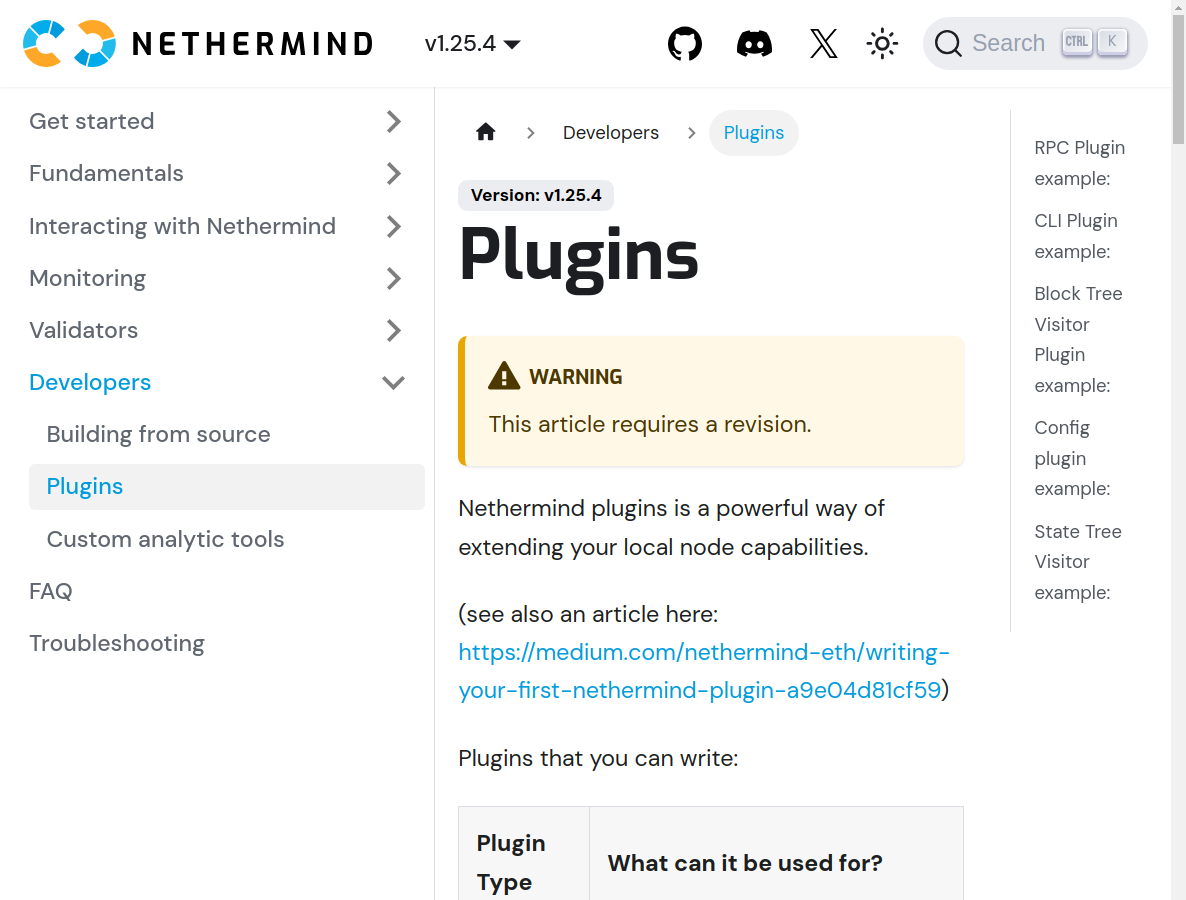 NETHERMIND
v1.25.4
Search
CTRL
K
Get started
Fundamentals
Interacting with Nethermind
Monitoring
Validators
Developers
Building from source
Plugins
Custom analytic tools
FAQ
Troubleshooting
Developers
Plugins
Version: v1.25.4
Plugins
WARNING
This article requires a revision.
Nethermind plugins is a powerful way of
extending your local node capabilities.
(see also an article here:
https://medium.com/nethermind-eth/writing-
your-first-nethermind-plugin-a9e04d81cf59)
Plugins that you can write:
Plugin
Type
What can it be used for?
RPC Plugin
example:
CLI Plugin
example:
Block Tree
Visitor
Plugin
example:
Config
plugin
example:
State Tree
Visitor
example: